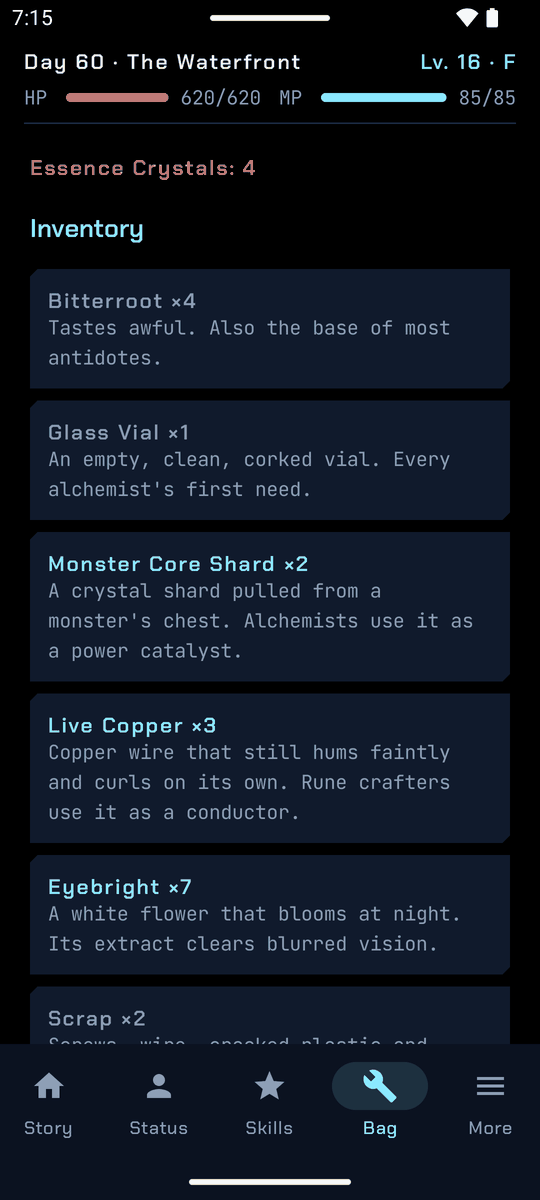 7:15
Day 60 · The Waterfront
Lv. 16 · F
HP 620/620 MP 85/85
Essence Crystals: 4
Inventory
Bitterroot ×4
Tastes awful. Also the base of most
antidotes.
Glass Vial ×1
An empty, clean, corked vial. Every
alchemist's first need.
Monster Core Shard ×2
A crystal shard pulled from a
monster's chest. Alchemists use it as
a power catalyst.
Live Copper ×3
Copper wire that still hums faintly
and curls on its own. Rune crafters
use it as a conductor.
Eyebright ×7
A white flower that blooms at night.
Its extract clears blurred vision.
Scrap ×2
Screws, wire, cracked plastic and
Story Status Skills Bag More